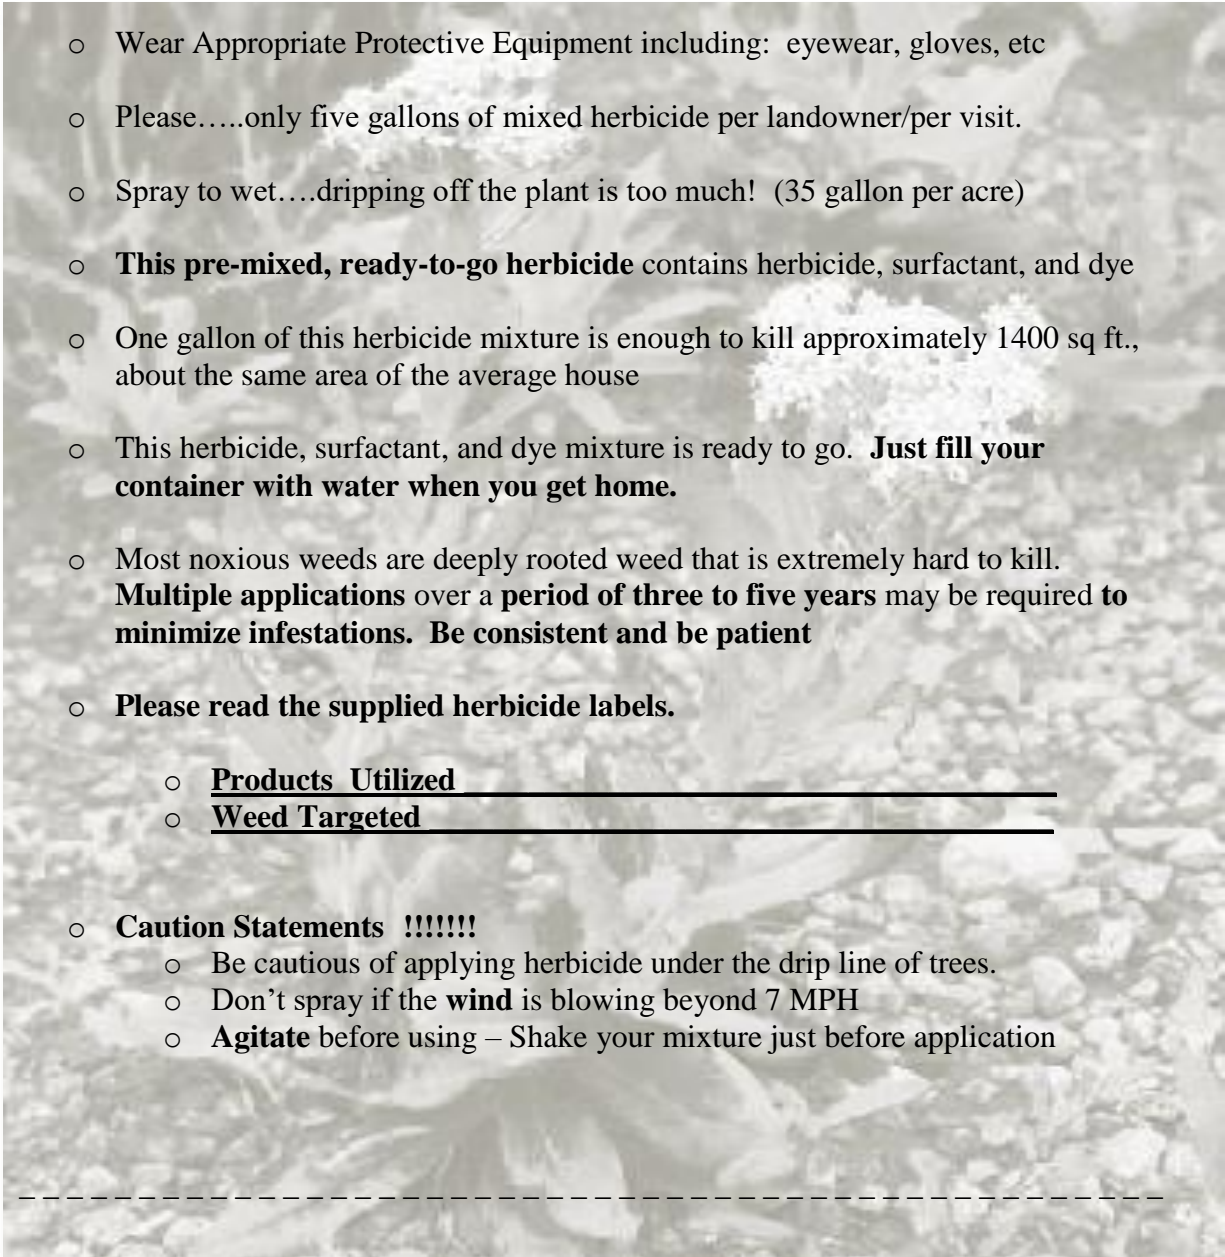 o Wear Appropriate Protective Equipment including:  eyewear, gloves, etc
o Please…..only five gallons of mixed herbicide per landowner/per visit.
o Spray to wet….dripping off the plant is too much!  (35 gallon per acre)
o This pre-mixed, ready-to-go herbicide contains herbicide, surfactant, and dye
o One gallon of this herbicide mixture is enough to kill approximately 1400 sq ft.,
about the same area of the average house
o This herbicide, surfactant, and dye mixture is ready to go.  Just fill your
container with water when you get home.
o Most noxious weeds are deeply rooted weed that is extremely hard to kill.
Multiple applications over a period of three to five years may be required to
minimize infestations.  Be consistent and be patient
o Please read the supplied herbicide labels.
o Products  Utilized ______________________________________
o Weed Targeted ________________________________________
o Caution Statements  !!!!!!!
o Be cautious of applying herbicide under the drip line of trees.
o Don’t spray if the wind is blowing beyond 7 MPH
o Agitate before using – Shake your mixture just before application
_ _ _ _ _ _ _ _ _ _ _ _ _ _ _ _ _ _ _ _ _ _ _ _ _ _ _ _ _ _ _ _ _ _ _ _ _ _ _ _ _ _ _ _ _ _ _ _